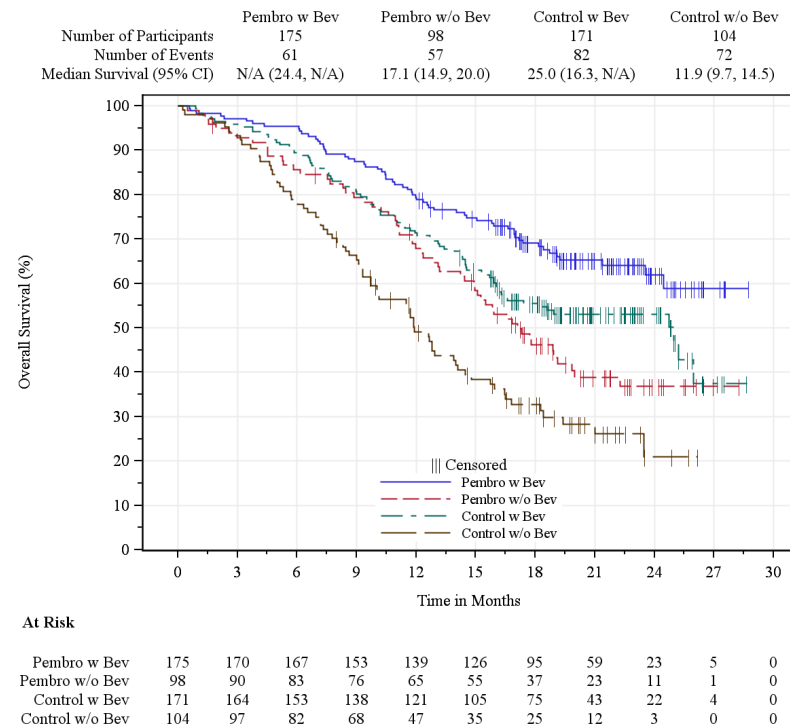 Pembro w Bev Pembro w/o Bev Control w Bev Control w/o Bev
Number of Participants 175 98 171 104
Number of Events 61 57 82 72
Median Survival (95% CI) N/A (24.4, N/A) 17.1 (14.9, 20.0) 25.0 (16.3, N/A) 11.9 (9.7, 14.5)
100
90
80
70
60
50
40
30
20
10
0
Overall Survival (%)
Censored
Pembro w Bev
Pembro w/o Bev
Control w Bev
Control w/o Bev
0 3 6 9 12 15 18 21 24 27 30
Time in Months
At Risk
Pembro w Bev 175 170 167 153 139 126 95 59 23 5 0
Pembro w/o Bev 98 90 83 76 65 55 37 23 11 1 0
Control w Bev 171 164 153 138 121 105 75 43 22 4 0
Control w/o Bev 104 97 82 68 47 35 25 12 3 0 0